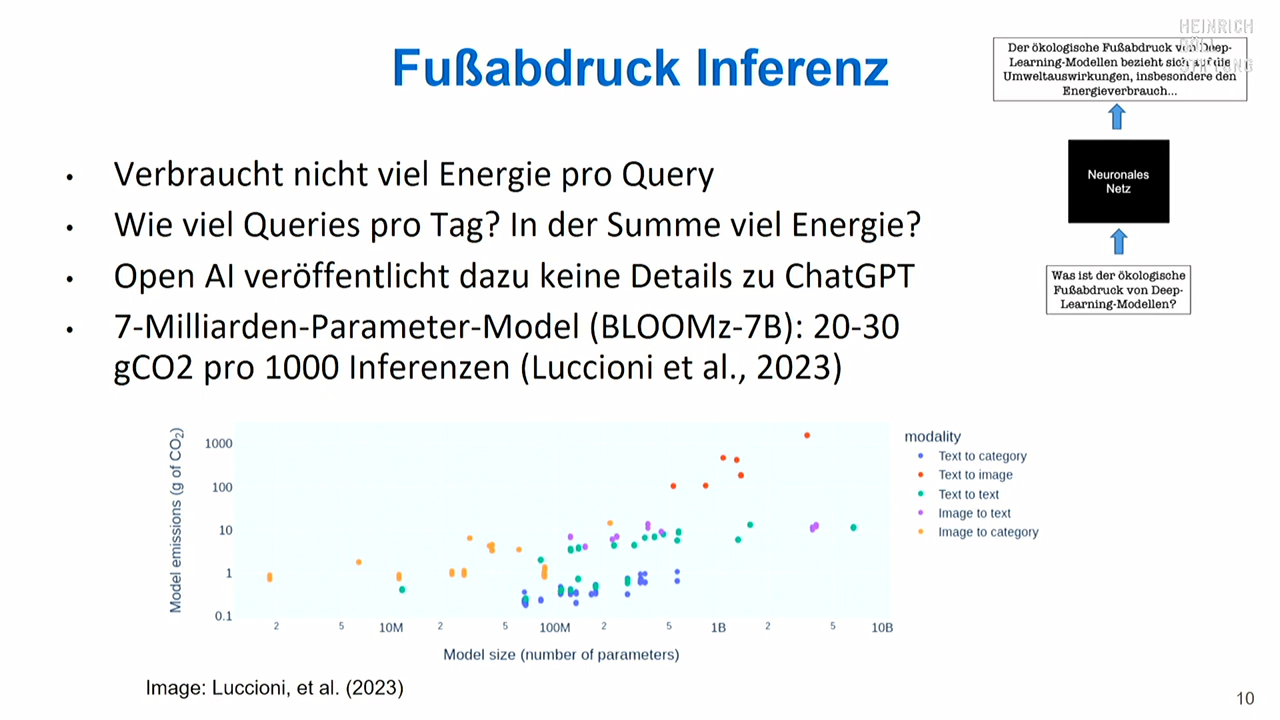 HEINRICH
Fußabdruck Inferenz
Der ökologische Fußabdruck von Deep-
Learning-Modellen bezieht sich auf die
Umweltauswirkungen, insbesondere den
Energieverbrauch...
Neuronales
Netz
Was ist der ökologische
Fußabdruck von Deep-
Learning-Modellen?
• Verbraucht nicht viel Energie pro Query
• Wie viel Queries pro Tag? In der Summe viel Energie?
• Open AI veröffentlicht dazu keine Details zu ChatGPT
• 7-Milliarden-Parameter-Model (BLOOMz-7B): 20-30
gCO2 pro 1000 Inferenzen (Luccioni et al., 2023)
Model emissions (g of CO₂)
1000
100
10
1
0.1
2 5 10M 2 5 100M 2 5 1B 2 5 10B
Model size (number of parameters)
modality
Text to category
Text to image
Text to text
Image to text
Image to category
Image: Luccioni, et al. (2023)
10